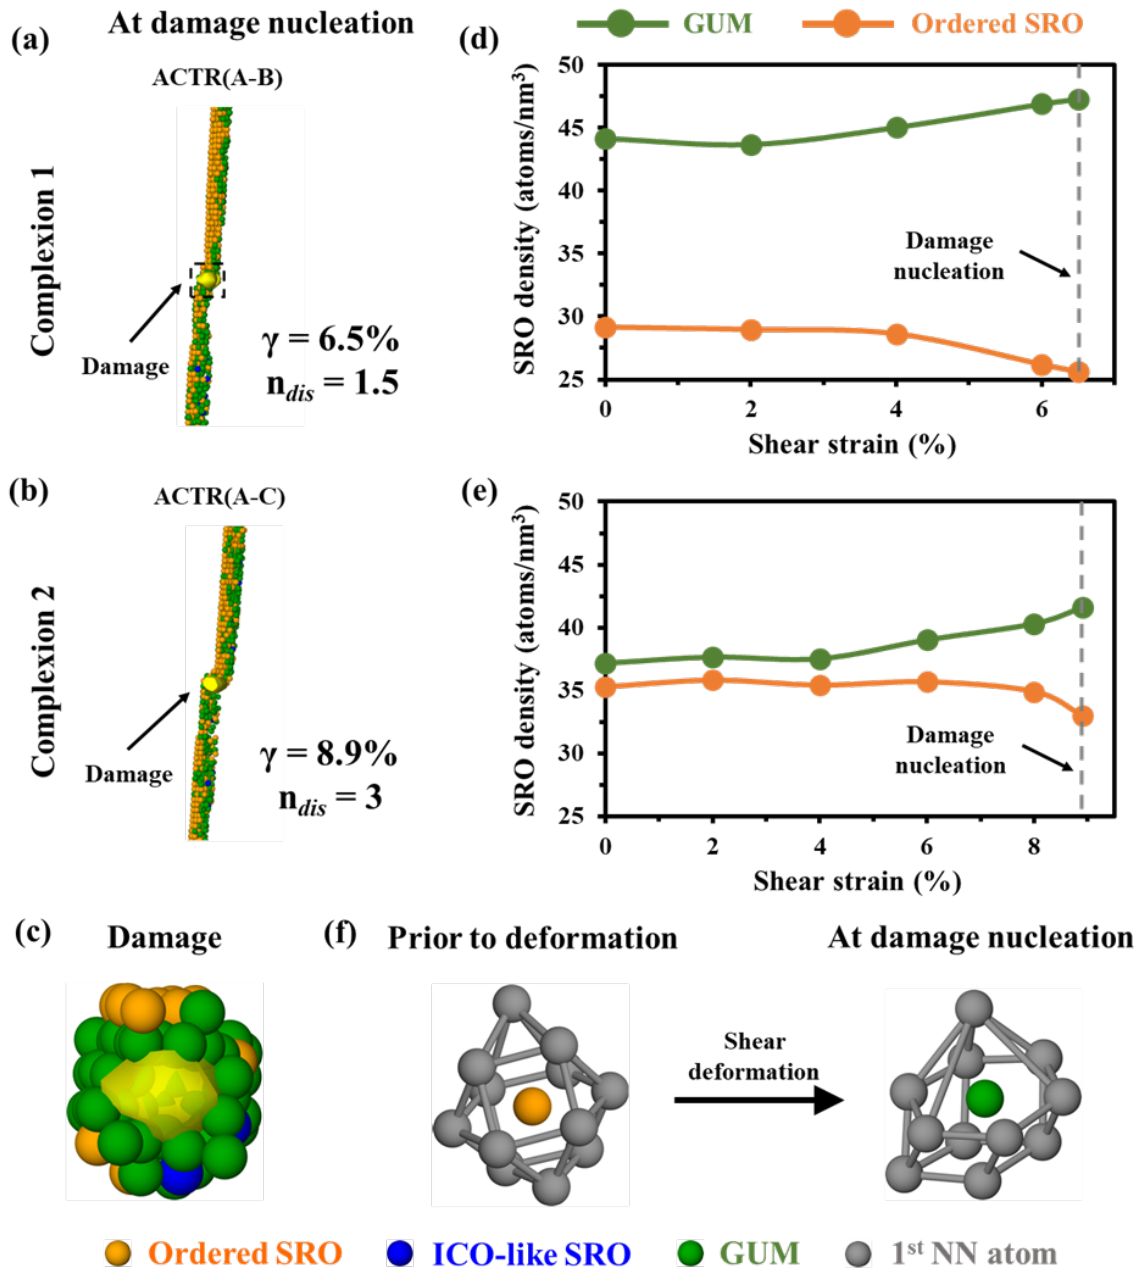 (a)
At damage nucleation
ACTR(A-B)
Complexion 1
Damage
γ = 6.5%
n_dis = 1.5
(d)
GUM
Ordered SRO
SRO density (atoms/nm³)
50
45
40
35
30
25
0
2
4
6
Shear strain (%)
Damage
nucleation
(b)
ACTR(A-C)
Complexion 2
Damage
γ = 8.9%
n_dis = 3
(e)
SRO density (atoms/nm³)
50
45
40
35
30
25
0
2
4
6
8
Shear strain (%)
Damage
nucleation
(c)
Damage
(f)
Prior to deformation
At damage nucleation
Shear
deformation
Ordered SRO
ICO-like SRO
GUM
1st NN atom